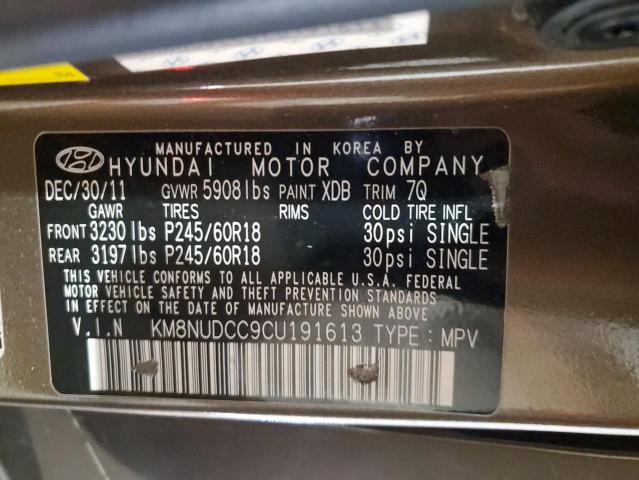 MANUFACTURED IN KOREA BY
HYUNDAI MOTOR COMPANY
DEC/30/11 GVWR 5908lbs PAINT XDB TRIM 7Q
GAWR TIRES RIMS COLD TIRE INFL
FRONT 3230lbs P245/60R18 30psi SINGLE
REAR 3197lbs P245/60R18 30psi SINGLE
THIS VEHICLE CONFORMS TO ALL APPLICABLE U.S.A. FEDERAL
MOTOR VEHICLE SAFETY AND THEFT PREVENTION STANDARDS
IN EFFECT ON THE DATE OF MANUFACTURE SHOWN ABOVE.
V.I.N KM8NUDCC9CU191613 TYPE:MPV